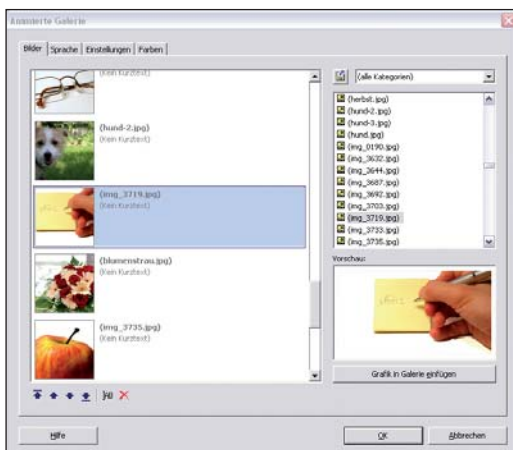 Animierte Galerie
Bilder
Sprache
Einstellungen
Farben
(Kein Kurztext)
(hund-2.jpg)
(Kein Kurztext)
(img_3719.jpg)
(Kein Kurztext)
(blumenstrau.jpg)
(Kein Kurztext)
(img_3735.jpg)
(Kein Kurztext)
(alle Kategorien)
(herbst.jpg)
(hund-2.jpg)
(hund-3.jpg)
(hund.jpg)
(img_0190.jpg)
(img_3632.jpg)
(img_3644.jpg)
(img_3687.jpg)
(img_3692.jpg)
(img_3703.jpg)
(img_3719.jpg)
(img_3733.jpg)
(img_3735.jpg)
Vorschau:
Grafik in Galerie einfügen
Hilfe
OK
Abbrechen